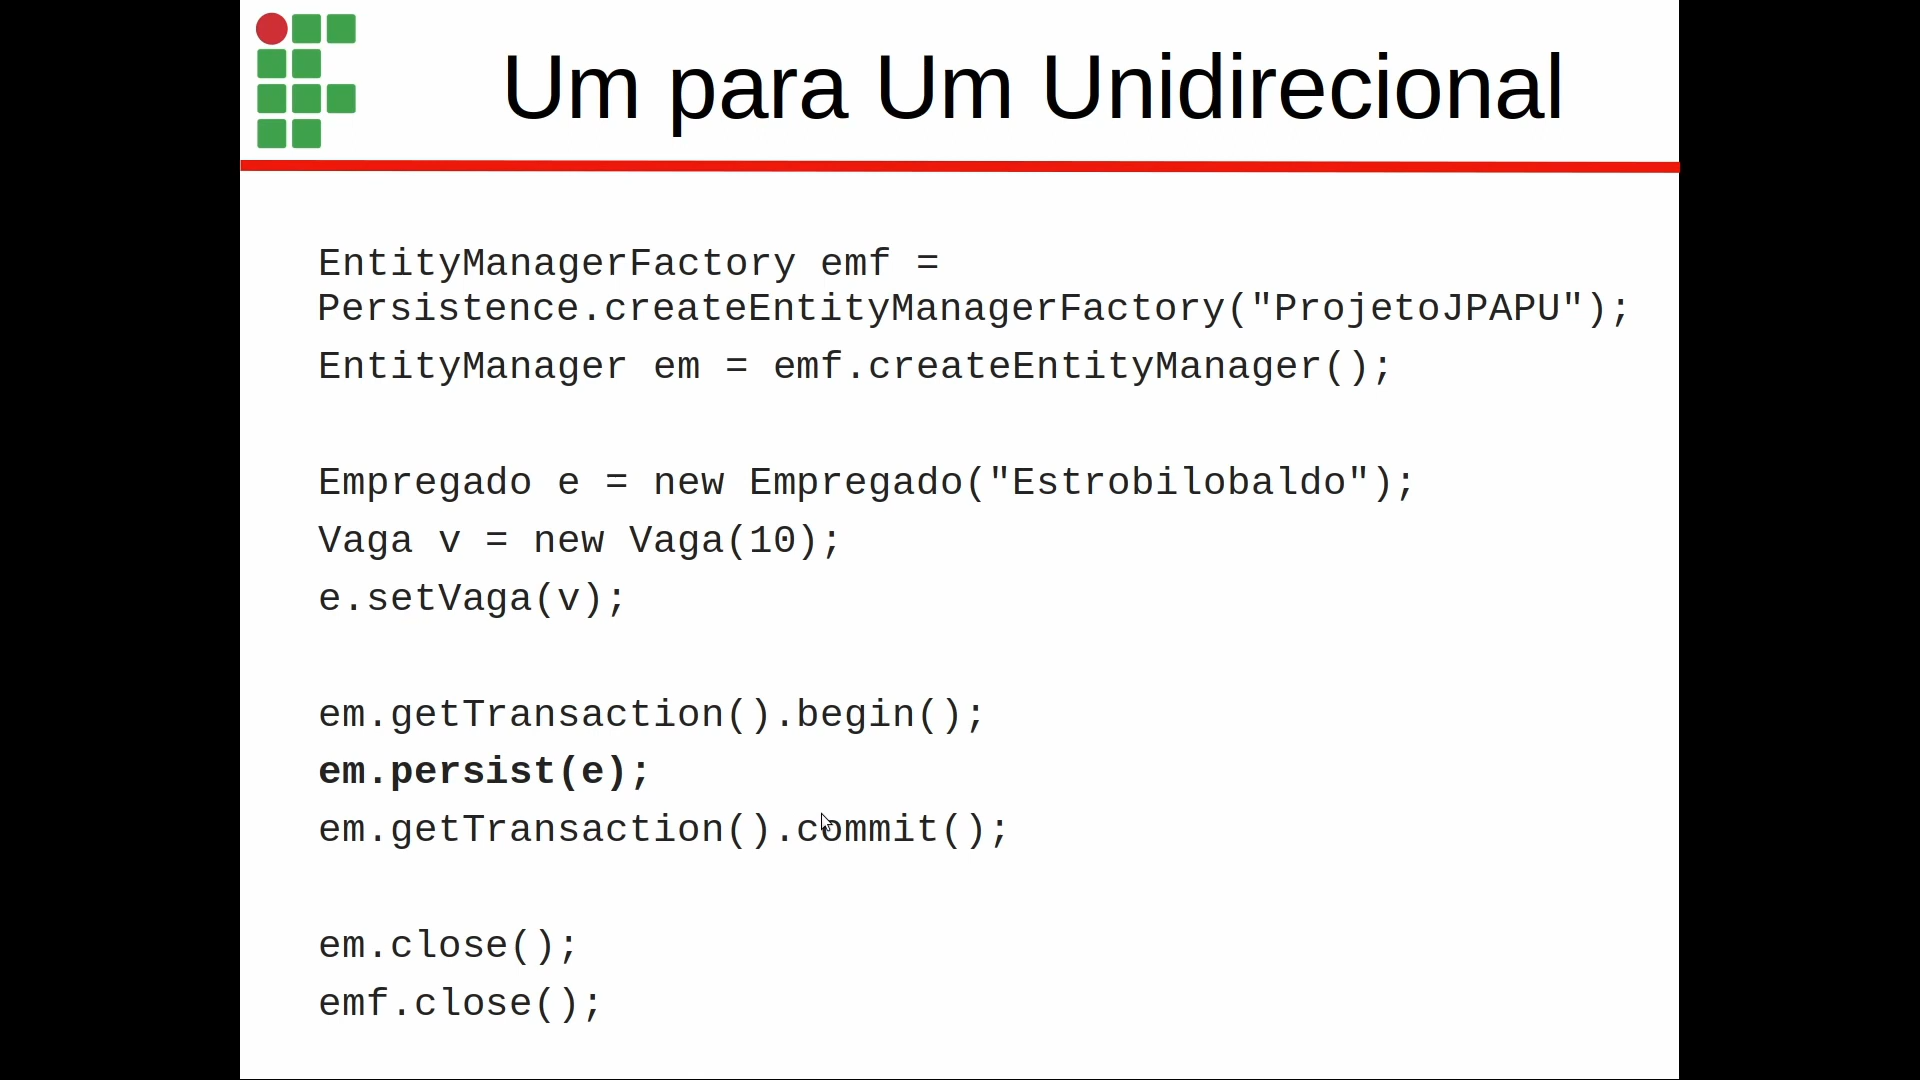 Um para Um Unidirecional
EntityManagerFactory emf =
Persistence.createEntityManagerFactory("ProjetoJPAPU");
EntityManager em = emf.createEntityManager();
Empregado e = new Empregado("Estrobilobaldo");
Vaga v = new Vaga(10);
e.setVaga(v);
em.getTransaction().begin();
em.persist(e);
em.getTransaction().commit();
em.close();
emf.close();